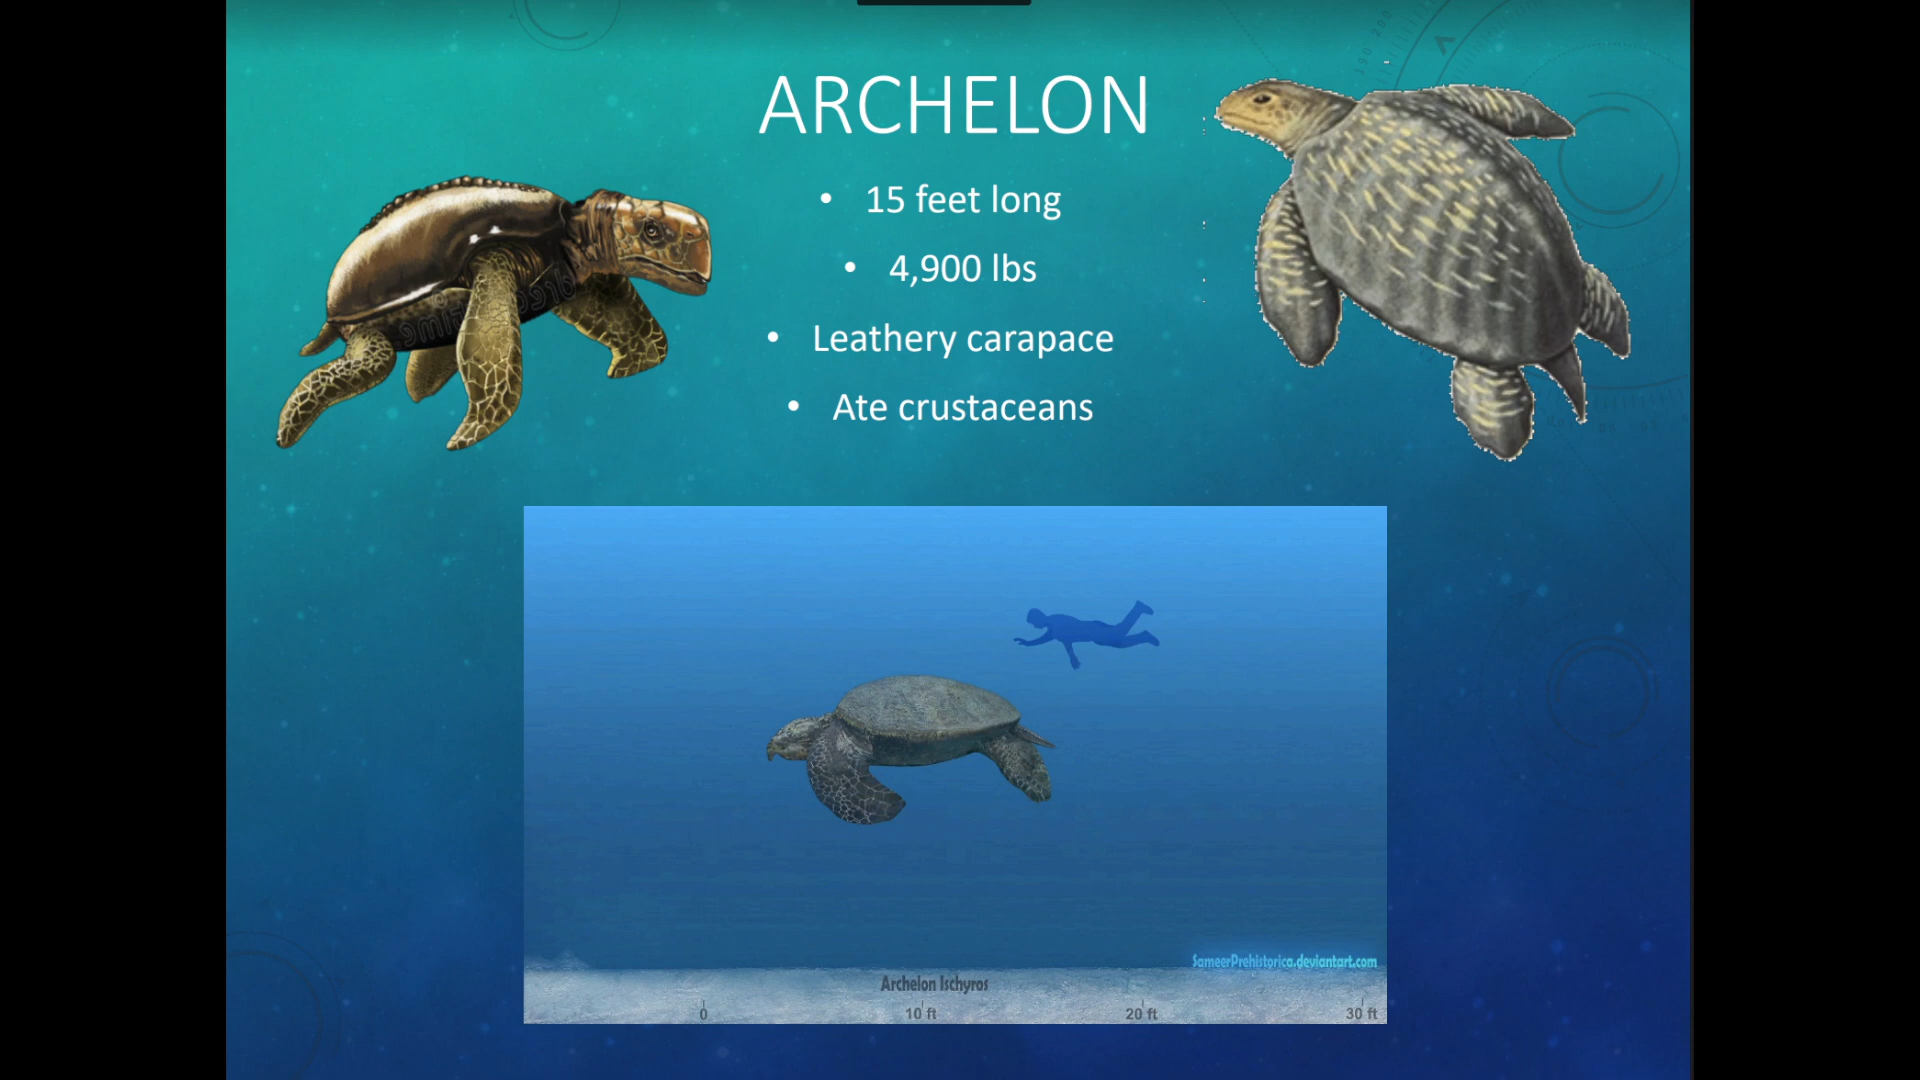 ARCHELON
• 15 feet long
• 4,900 lbs
• Leathery carapace
• Ate crustaceans
SameerPrehistorica.deviantart.com
Archelon Ischyros
0 10 ft 20 ft 30 ft